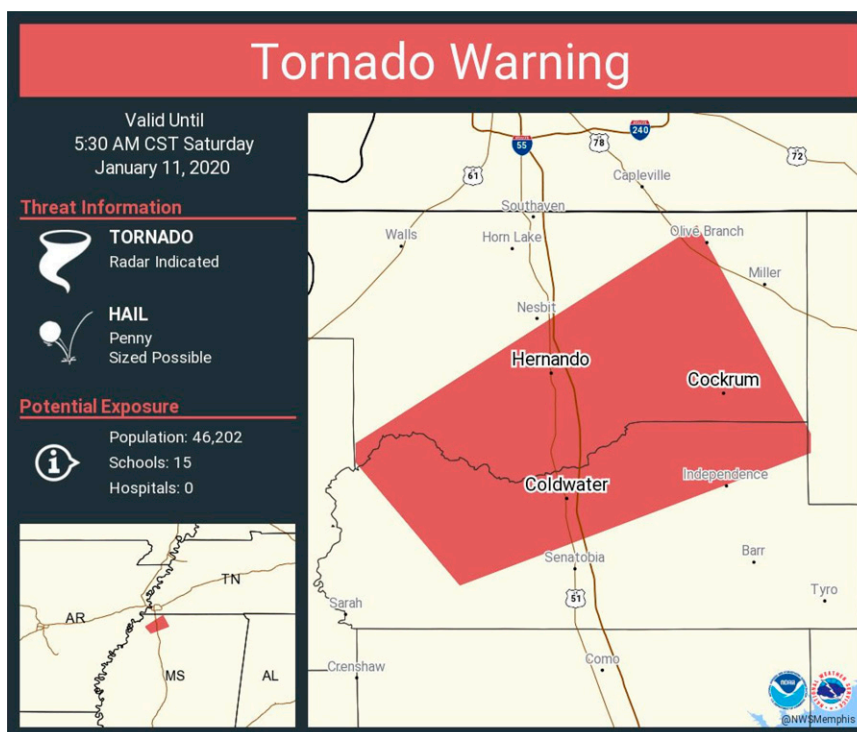 Tornado Warning
Valid Until
5:30 AM CST Saturday
January 11, 2020
Threat Information
TORNADO
Radar Indicated
HAIL
Penny
Sized Possible
Potential Exposure
Population: 46,202
Schools: 15
Hospitals: 0
AR
TN
MS
AL
55
78
240
72
61
Capleville
Southaven
Walls
Horn Lake
Olive Branch
Miller
Nesbit
Hernando
Cockrum
Coldwater
Independence
Senatobia
Barr
51
Tyro
Sarah
Crenshaw
Como
NOAA
@NWSMemphis